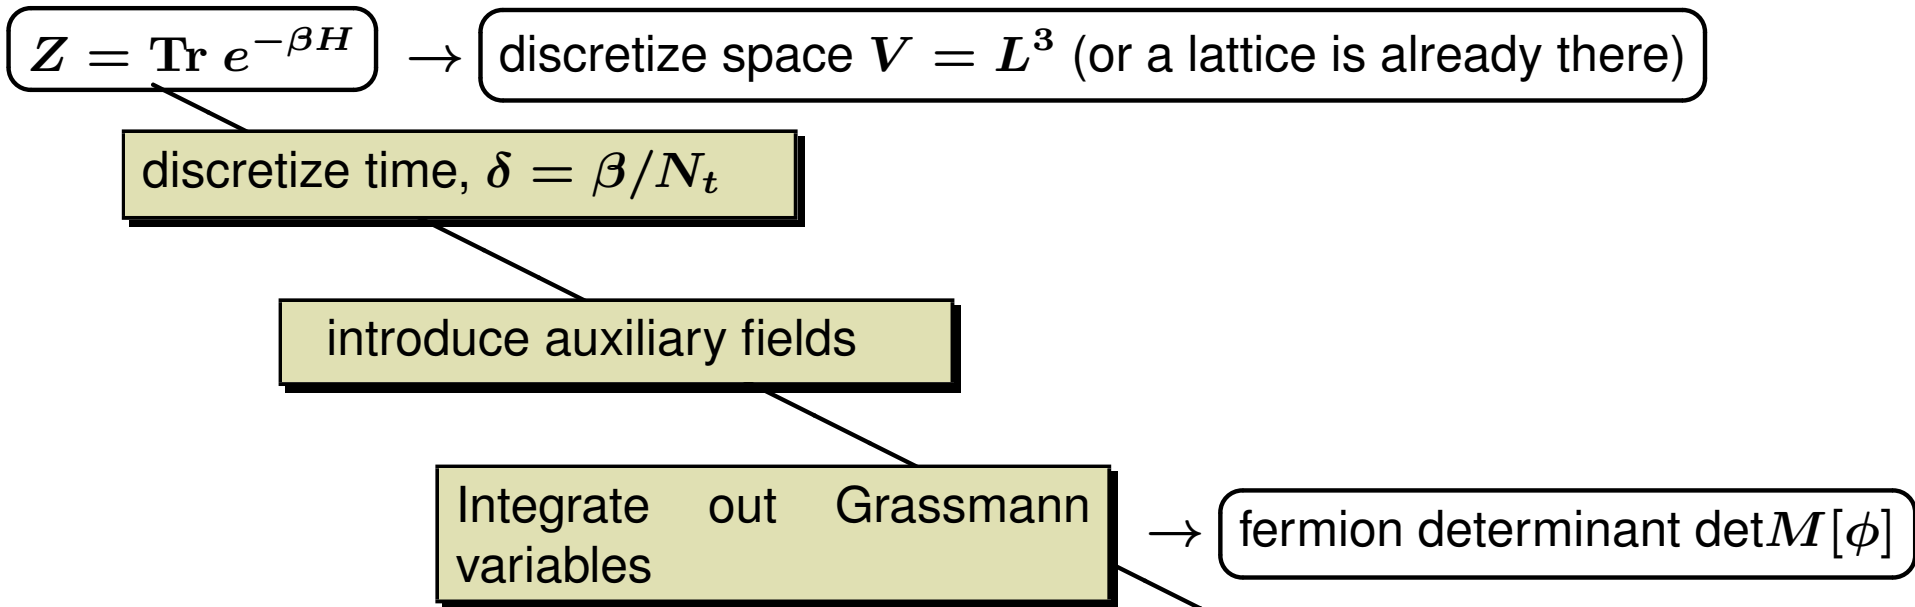 Z = Tr e^{-βH} → discretize space V = L³ (or a lattice is already there)
discretize time, δ = β/N_t
introduce auxiliary fields
Integrate out Grassmann
variables
→ fermion determinant detM[ϕ]